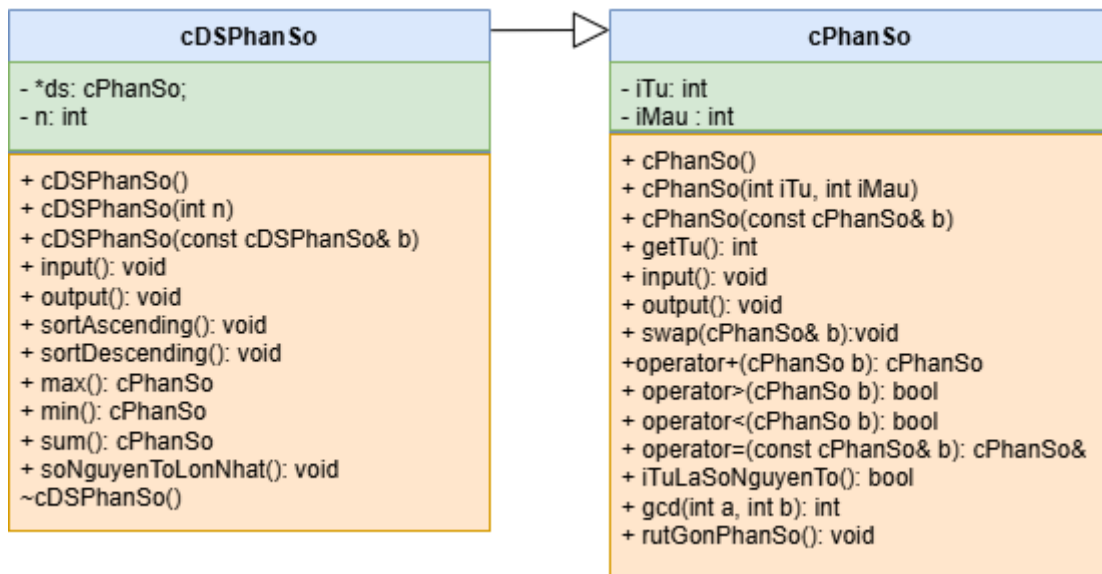 cDSPhanSo
- *ds: cPhanSo;
- n: int
+ cDSPhanSo()
+ cDSPhanSo(int n)
+ cDSPhanSo(const cDSPhanSo& b)
+ input(): void
+ output(): void
+ sortAscending(): void
+ sortDescending(): void
+ max(): cPhanSo
+ min(): cPhanSo
+ sum(): cPhanSo
+ soNguyenToLonNhat(): void
~cDSPhanSo()
cPhanSo
- iTu: int
- iMau : int
+ cPhanSo()
+ cPhanSo(int iTu, int iMau)
+ cPhanSo(const cPhanSo& b)
+ getTu(): int
+ input(): void
+ output(): void
+ swap(cPhanSo& b):void
+operator+(cPhanSo b): cPhanSo
+ operator>(cPhanSo b): bool
+ operator<(cPhanSo b): bool
+ operator=(const cPhanSo& b): cPhanSo&
+ iTuLaSoNguyenTo(): bool
+ gcd(int a, int b): int
+ rutGonPhanSo(): void